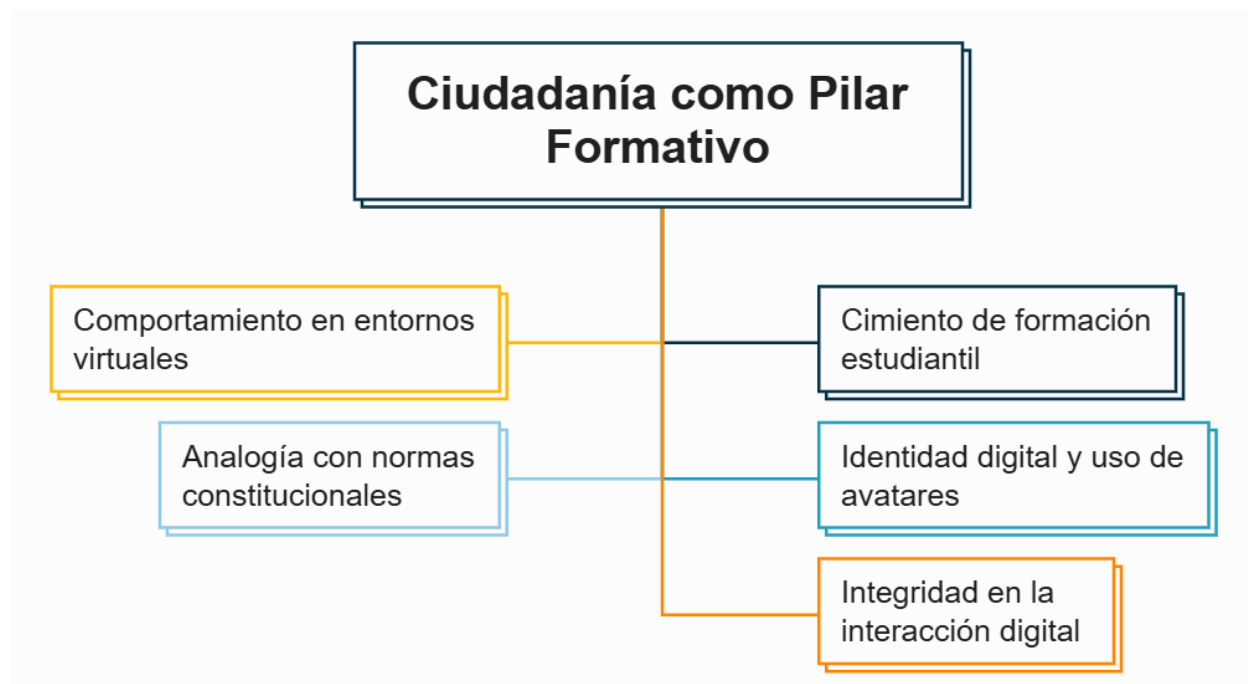 Ciudadanía como Pilar
Formativo
Comportamiento en entornos
virtuales
Cimiento de formación
estudiantil
Analogía con normas
constitucionales
Identidad digital y uso de
avatares
Integridad en la
interacción digital